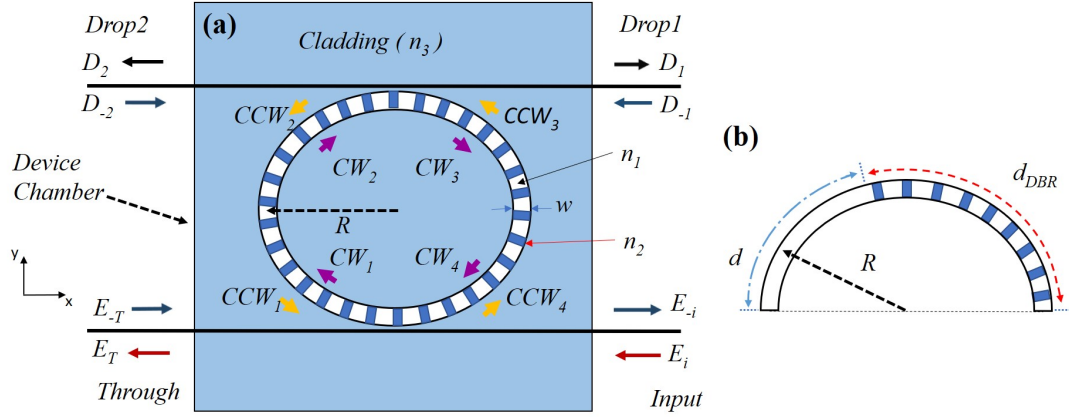 Drop2
(a)
Drop1
Cladding ( n3 )
D2
D1
D-2
D-1
CCW2
CCW3
CW2
CW3
n1
(b)
Device
Chamber
R
w
dDBR
n2
d
R
y
x
CW1
CW4
CCW1
CCW4
E-T
E-i
ET
Ei
Through
Input